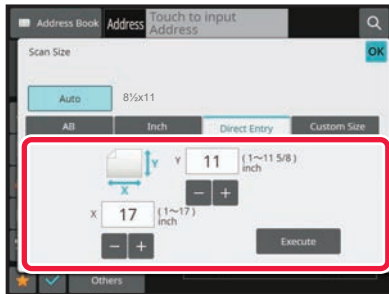 Address Book
Address
Touch to input Address
Scan Size
OK
Auto
8½x11
AB
Inch
Direct Entry
Custom Size
Y
Y
11
(1～11 5/8)
inch
X
X
17
(1～17)
inch
Execute
Others